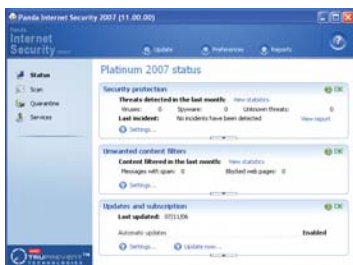 Panda Internet Security 2007 (11.00.00)
Panda
Internet
Security 2007
Update
Preferences
Reports
Status
Scan
Quarantine
Services
Platinum 2007 status
Security protection
OK
Threats detected in the last month: View statistics
Viruses: 0 Spyware: 0 Unknown threats: 0
Last incident: No incidents have been detected View report
Settings...
Unwanted content filters
OK
Content filtered in the last month: View statistics
Messages with spam: 0 Blocked web pages: 0
Settings...
Updates and subscription
OK
Last updated: 07/11/06
Automatic updates Enabled
Settings... Update now...
TRUPREVENT™
TECHNOLOGIES